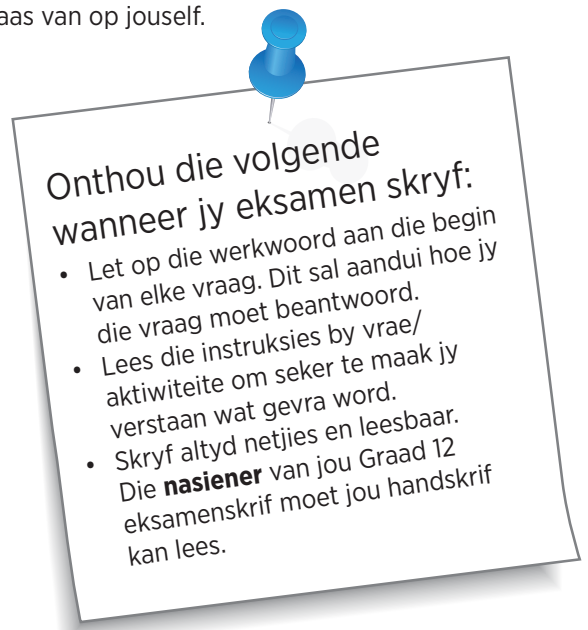 aas van op jouself.
Onthou die volgende
wanneer jy eksamen skryf:
• Let op die werkwoord aan die begin
van elke vraag. Dit sal aandui hoe jy
die vraag moet beantwoord.
• Lees die instruksies by vrae/
aktiwiteite om seker te maak jy
verstaan wat gevra word.
• Skryf altyd netjies en leesbaar.
Die nasiener van jou Graad 12
eksamenskrif moet jou handskrif
kan lees.